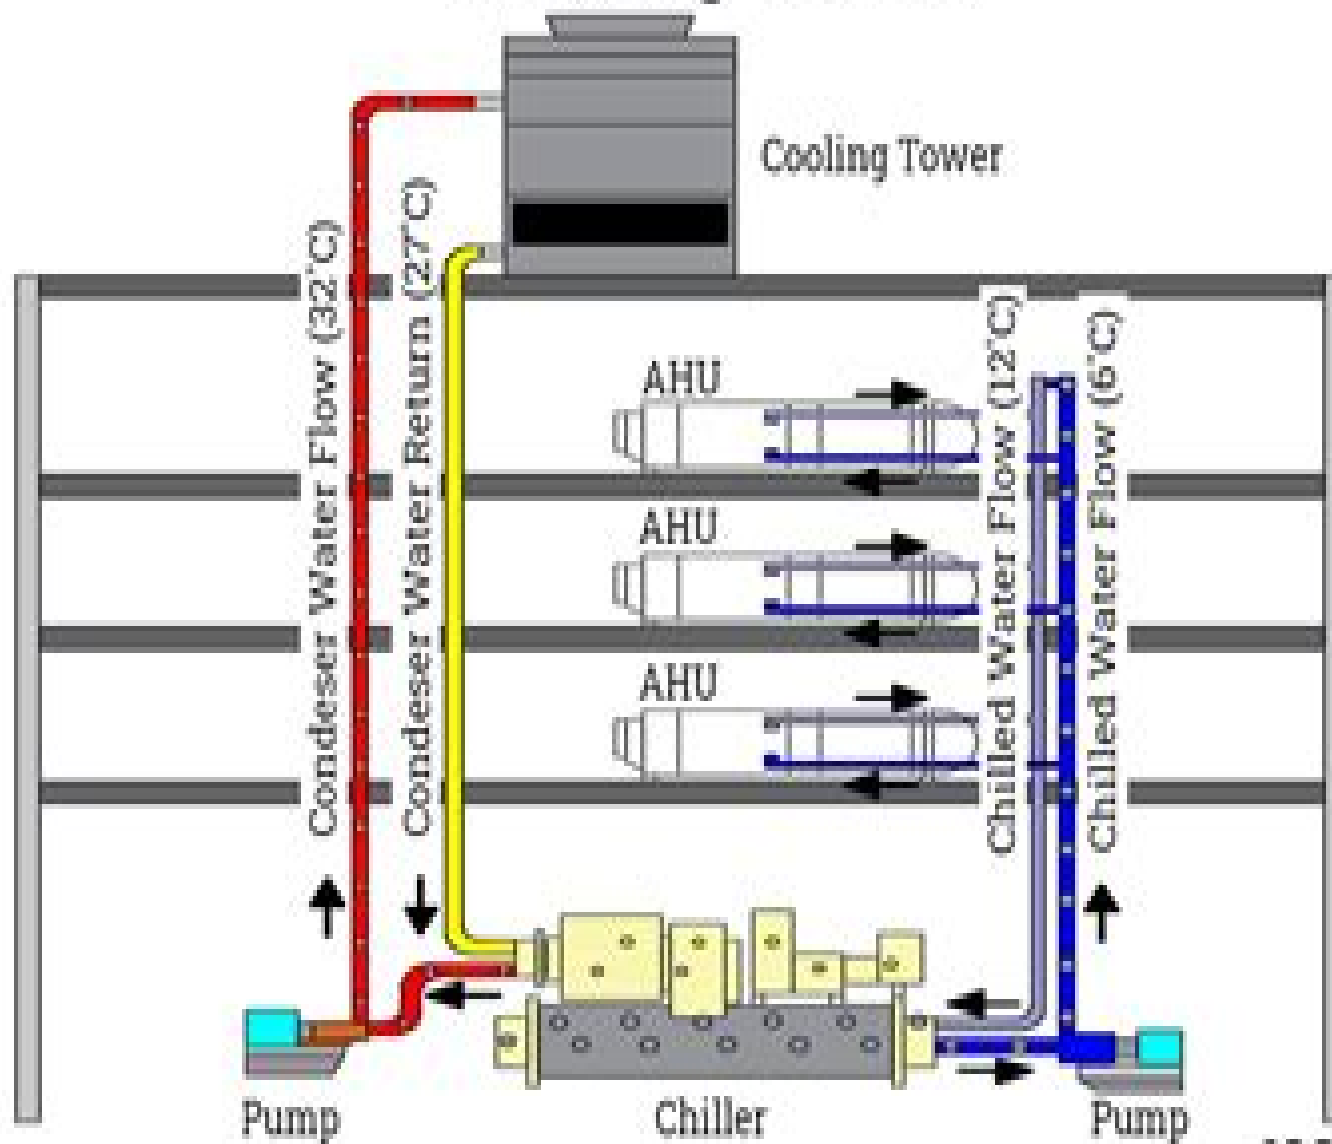 Cooling Tower
Condeser Water Flow (32°C)
Condeser Water Return (27°C)
AHU
AHU
AHU
Chilled Water Flow (12°C)
Chilled Water Flow (6°C)
Pump
Chiller
Pump